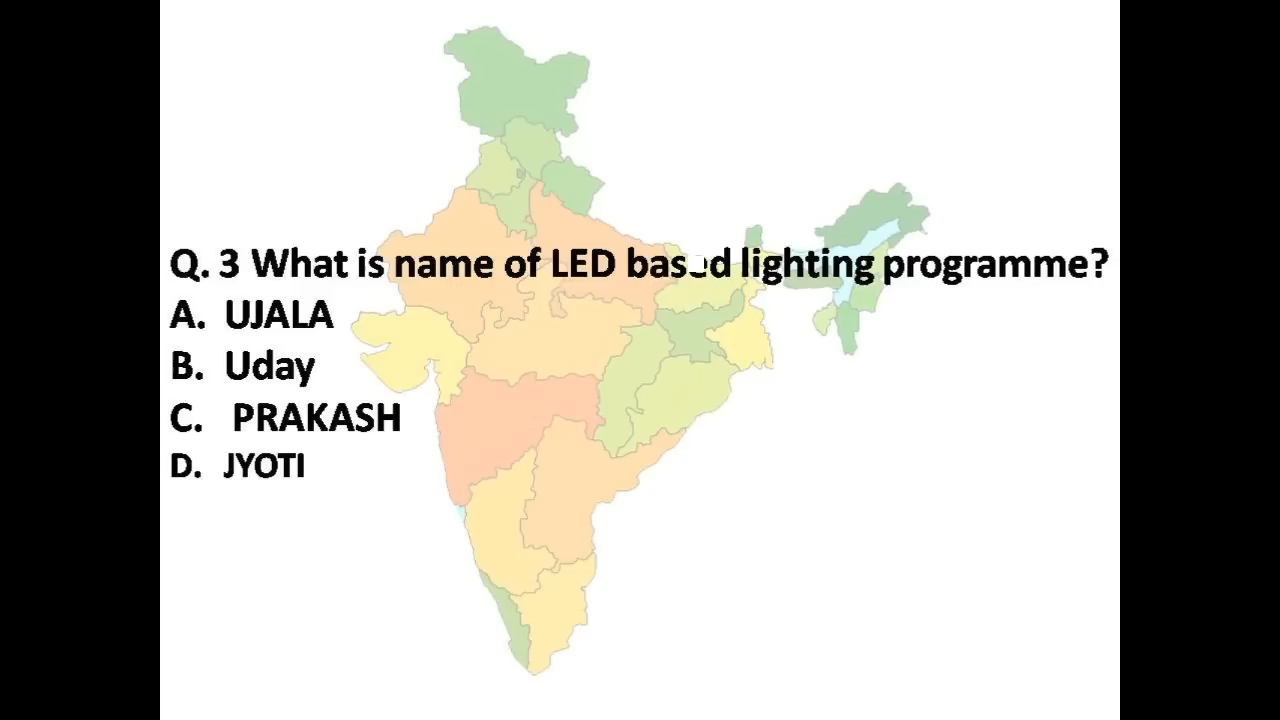 Q. 3 What is name of LED based lighting programme?
A. UJALA
B. Uday
C. PRAKASH
D. JYOTI